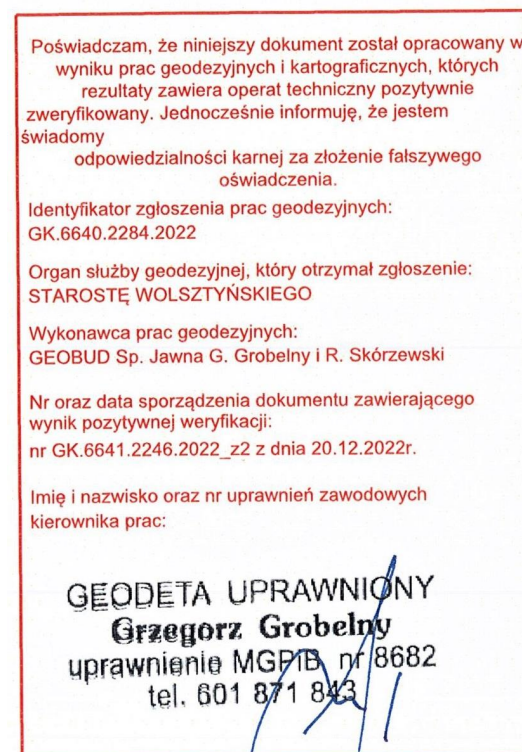 Poświadczam, że niniejszy dokument został opracowany w
wyniku prac geodezyjnych i kartograficznych, których
rezultaty zawiera operat techniczny pozytywnie
zweryfikowany. Jednocześnie informuję, że jestem
świadomy
odpowiedzialności karnej za złożenie fałszywego
oświadczenia.
Identyfikator zgłoszenia prac geodezyjnych:
GK.6640.2284.2022
Organ służby geodezyjnej, który otrzymał zgłoszenie:
STAROSTĘ WOLSZTYŃSKIEGO
Wykonawca prac geodezyjnych:
GEOBUD Sp. Jawna G. Grobelny i R. Skórzewski
Nr oraz data sporządzenia dokumentu zawierającego
wynik pozytywnej weryfikacji:
nr GK.6641.2246.2022_z2 z dnia 20.12.2022r.
Imię i nazwisko oraz nr uprawnień zawodowych
kierownika prac:
GEODETA UPRAWNIONY
Grzegorz Grobelny
uprawnienie MGPIB nr 8682
tel. 601 871 843